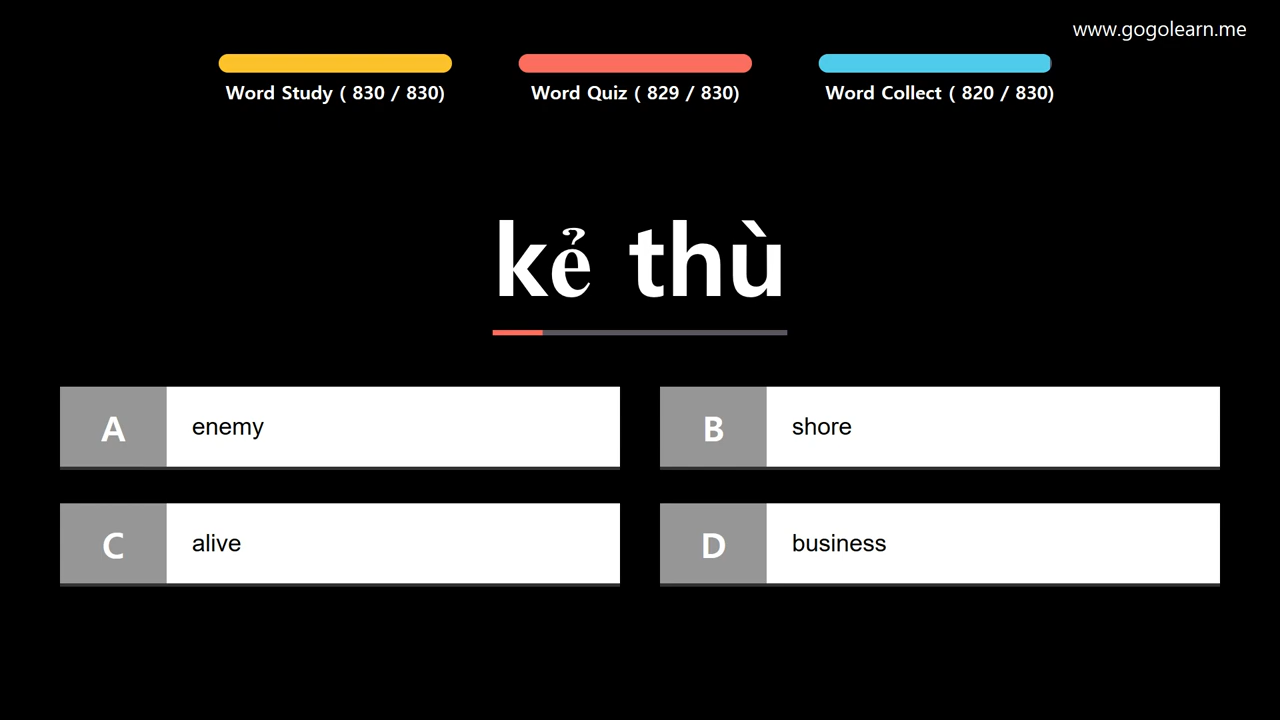 www.gogolearn.me
Word Study ( 830 / 830)
Word Quiz ( 829 / 830)
Word Collect ( 820 / 830)
kẻ thù
A enemy
B shore
C alive
D business